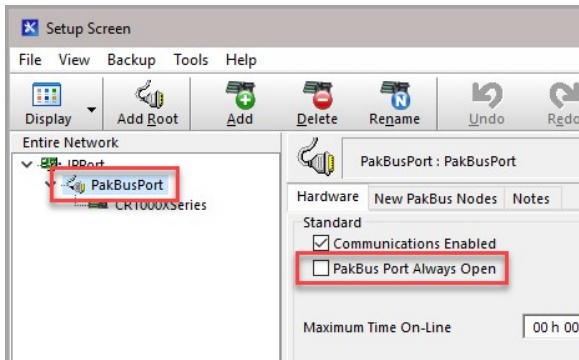 Setup Screen
File View Backup Tools Help
Display Add Root Add Delete Rename Undo Redo
Entire Network
IPPort
PakBusPort
CR1000XSeries
PakBusPort : PakBusPort
Hardware New PakBus Nodes Notes
Standard
Communications Enabled
PakBus Port Always Open
Maximum Time On-Line 00 h 00